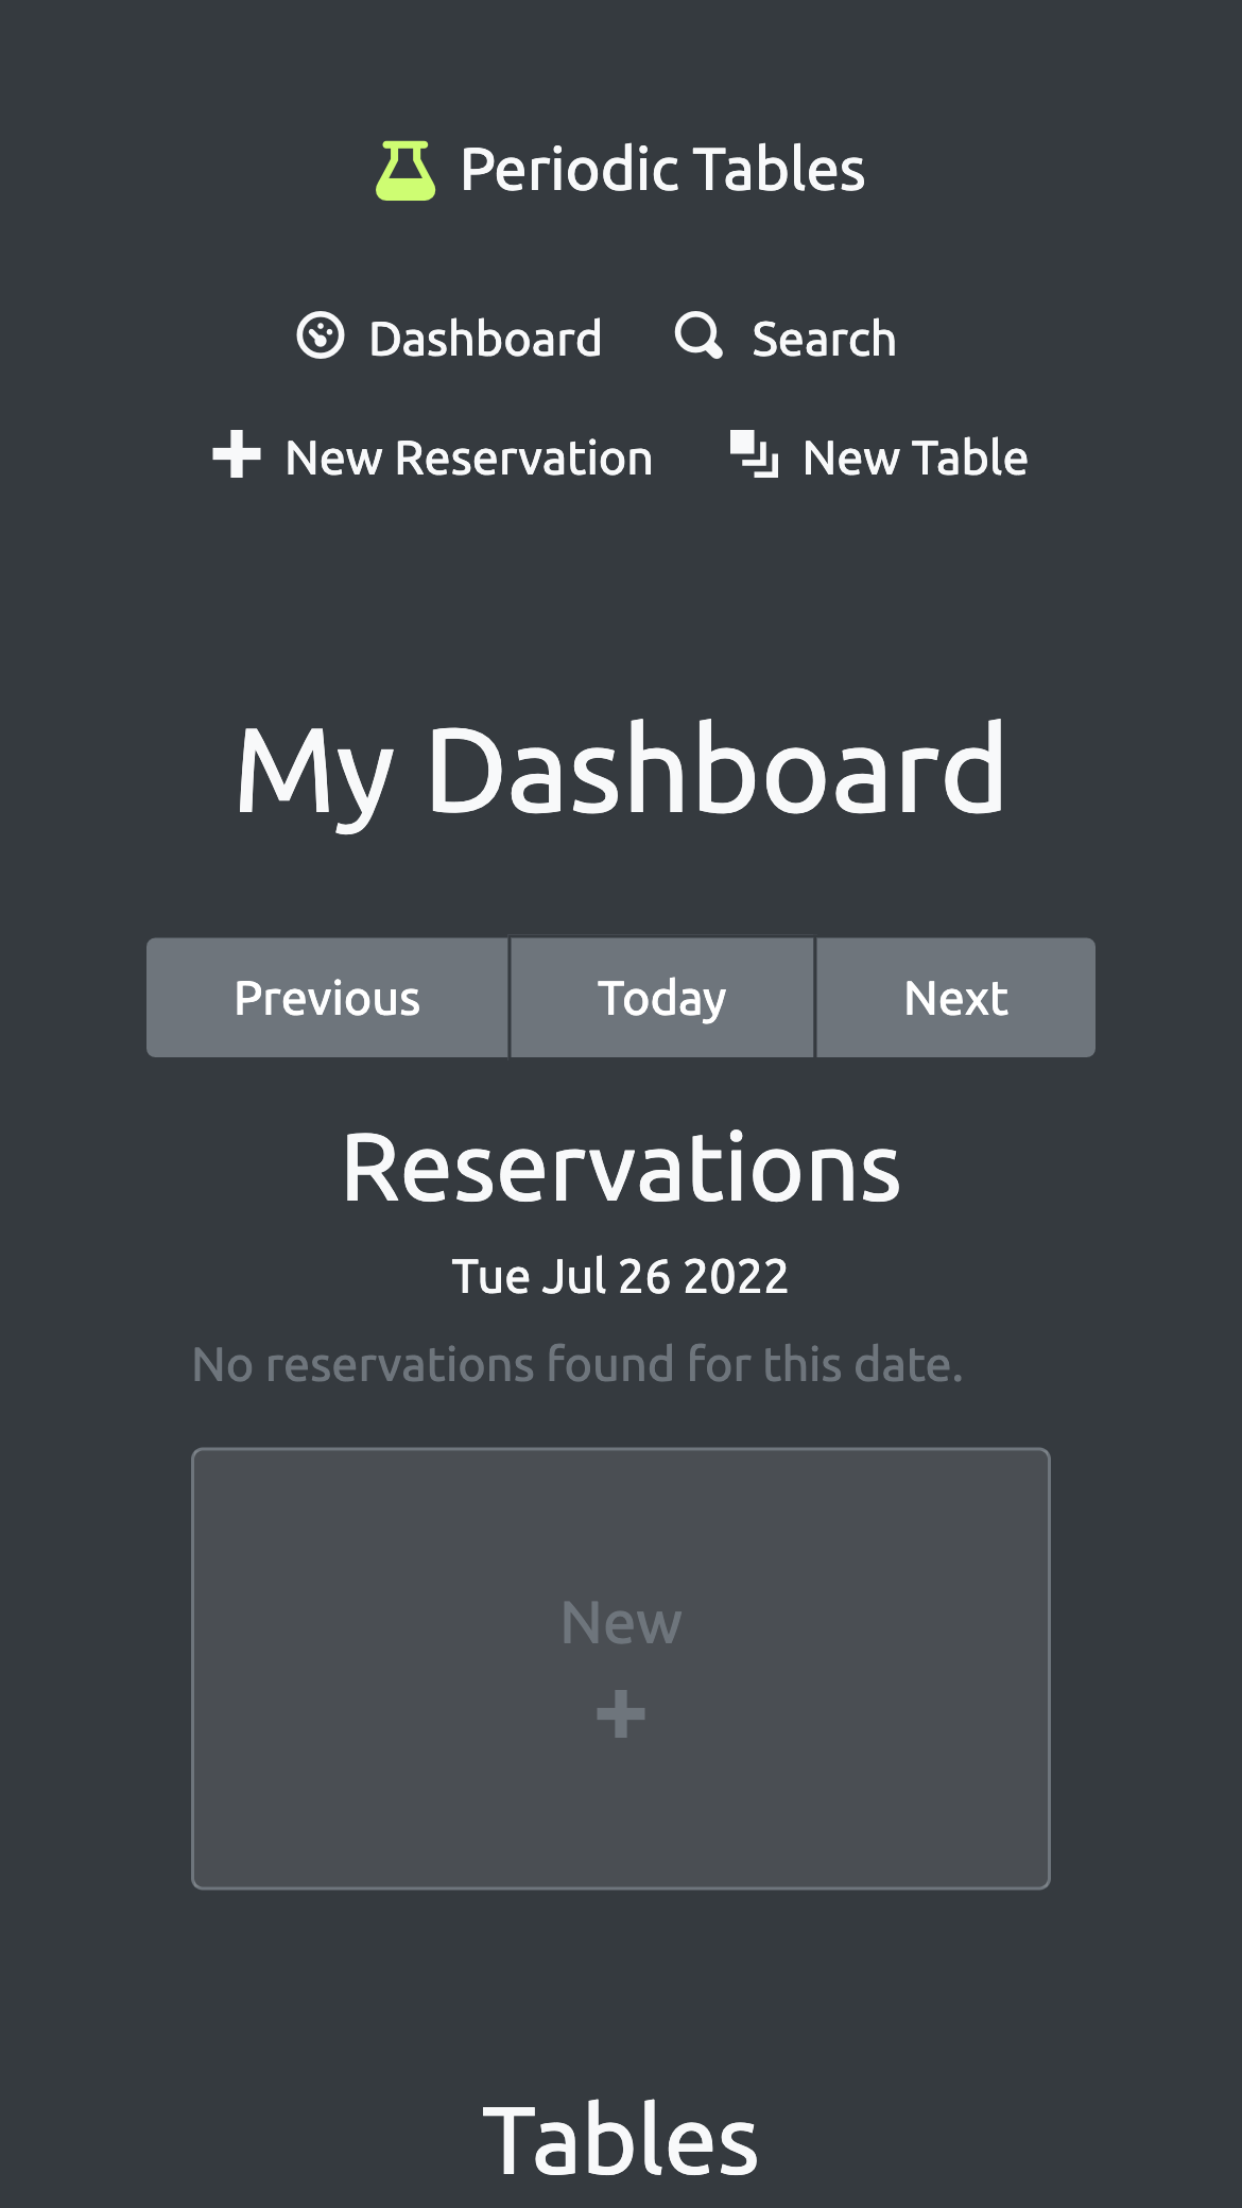 Periodic Tables
Dashboard Search
New Reservation New Table
My Dashboard
Previous Today Next
Reservations
Tue Jul 26 2022
No reservations found for this date.
New
Tables